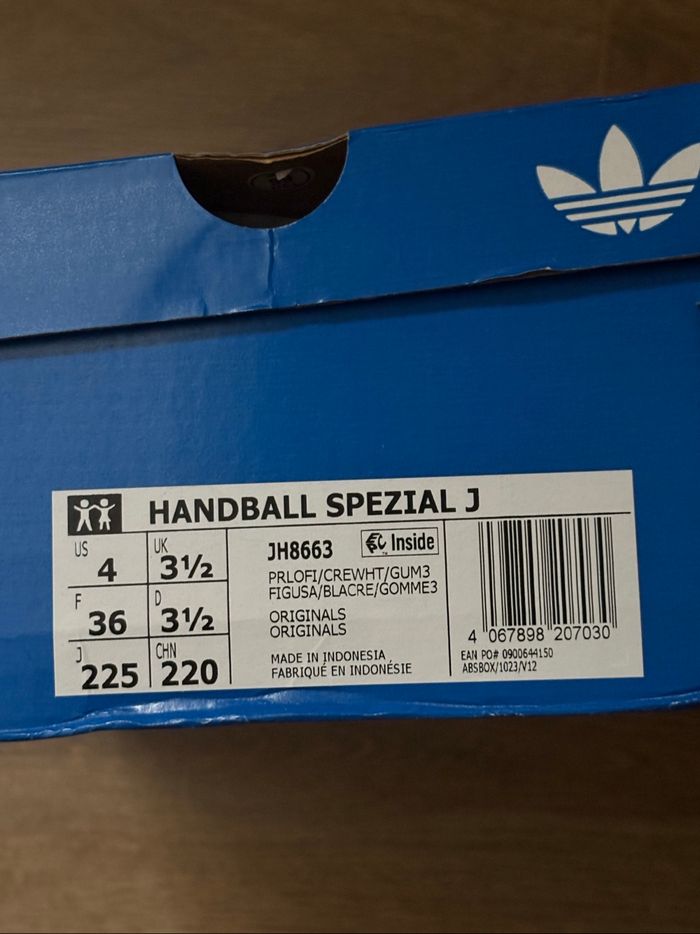 HANDBALL SPEZIAL J
US 4
UK 3½
F 36
D 3½
J 225
CHN 220
JH8663
Inside
PRLOFI/CREWHT/GUM3
FIGUSA/BLACRE/GOMME3
ORIGINALS
ORIGINALS
MADE IN INDONESIA
FABRIQUÉ EN INDONÉSIE
4 067898 207030
EAN PO# 0900644150
ABSBOX/1023/V12